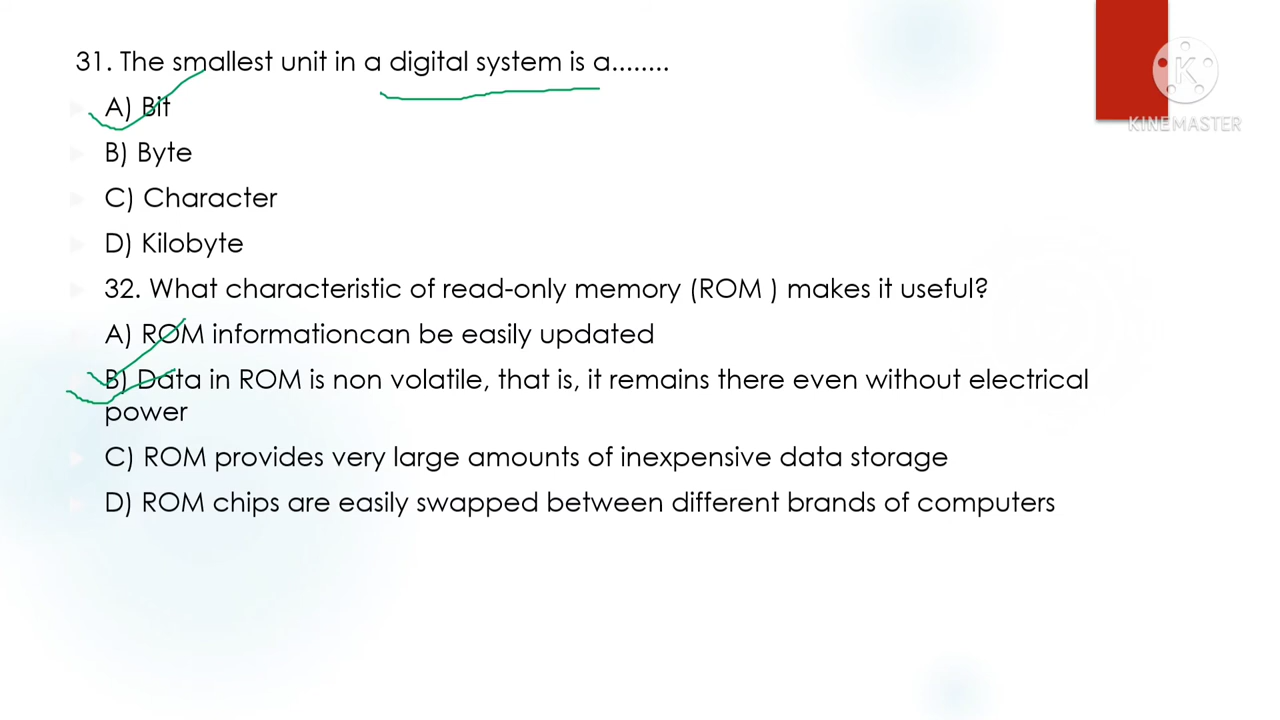 31. The smallest unit in a digital system is a........
A) Bit
B) Byte
C) Character
D) Kilobyte
32. What characteristic of read-only memory (ROM ) makes it useful?
A) ROM informationcan be easily updated
B) Data in ROM is non volatile, that is, it remains there even without electrical
power
C) ROM provides very large amounts of inexpensive data storage
D) ROM chips are easily swapped between different brands of computers
K
KINEMASTER